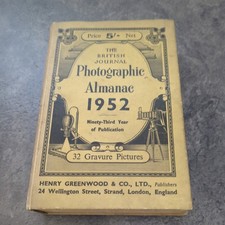 Price 5/- Net
THE
BRITISH
JOURNAL
Photographic
Almanac
1952
Ninety-Third Year
of Publication
32 Gravure Pictures
HENRY GREENWOOD & CO., LTD., Publishers
24 Wellington Street, Strand, London, England